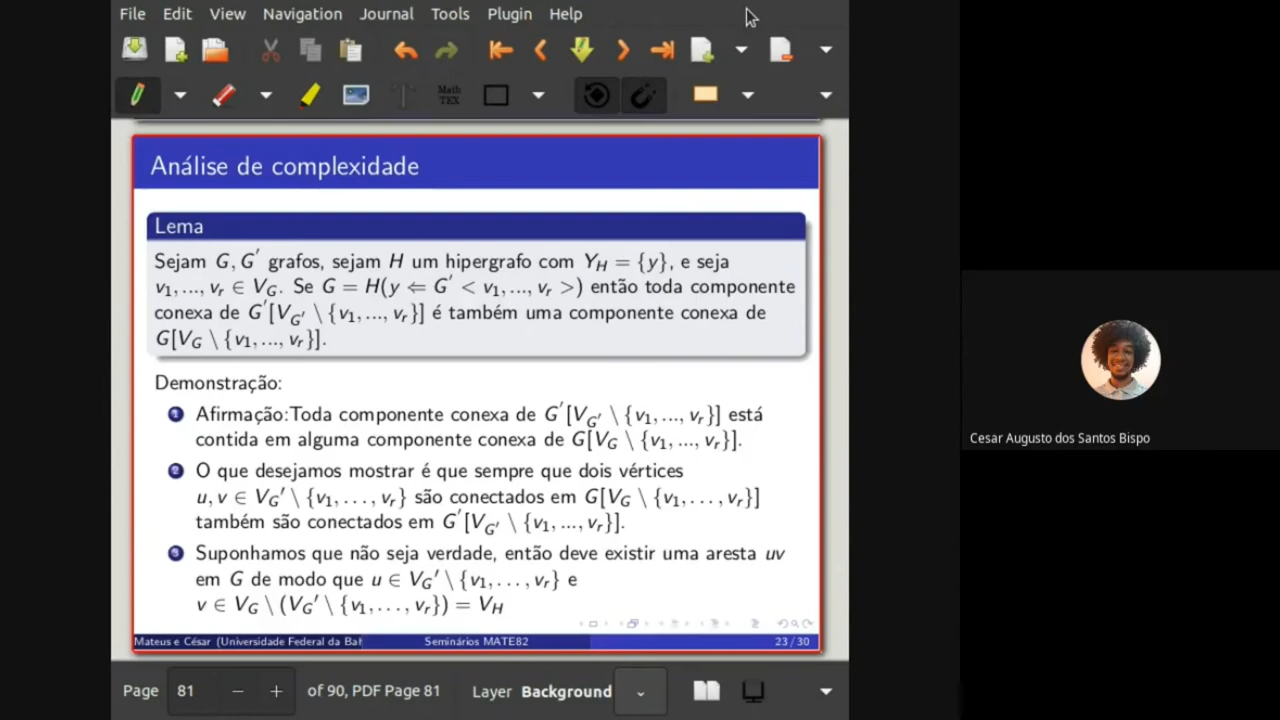 File Edit View Navigation Journal Tools Plugin Help
Math
TEX
Análise de complexidade
Lema
Sejam G, G′ grafos, sejam H um hipergrafo com Y_H = {y}, e seja
v₁, ..., vᵣ ∈ V_G. Se G = H(y ⇐ G′ < v₁, ..., vᵣ >) então toda componente
conexa de G′[V_G′ \ {v₁, ..., vᵣ}] é também uma componente conexa de
G[V_G \ {v₁, ..., vᵣ}].
Demonstração:
1 Afirmação:Toda componente conexa de G′[V_G′ \ {v₁, ..., vᵣ}] está
contida em alguma componente conexa de G[V_G \ {v₁, ..., vᵣ}].
2 O que desejamos mostrar é que sempre que dois vértices
u, v ∈ V_G′ \ {v₁, . . . , vᵣ} são conectados em G[V_G \ {v₁, . . . , vᵣ}]
também são conectados em G′[V_G′ \ {v₁, ..., vᵣ}].
3 Suponhamos que não seja verdade, então deve existir uma aresta uv
em G de modo que u ∈ V_G′ \ {v₁, . . . , vᵣ} e
v ∈ V_G \ (V_G′ \ {v₁, . . . , vᵣ}) = V_H
Mateus e César (Universidade Federal da Bah Seminários MATE82 23 / 30
Page 81 − + of 90, PDF Page 81 Layer Background
Cesar Augusto dos Santos Bispo